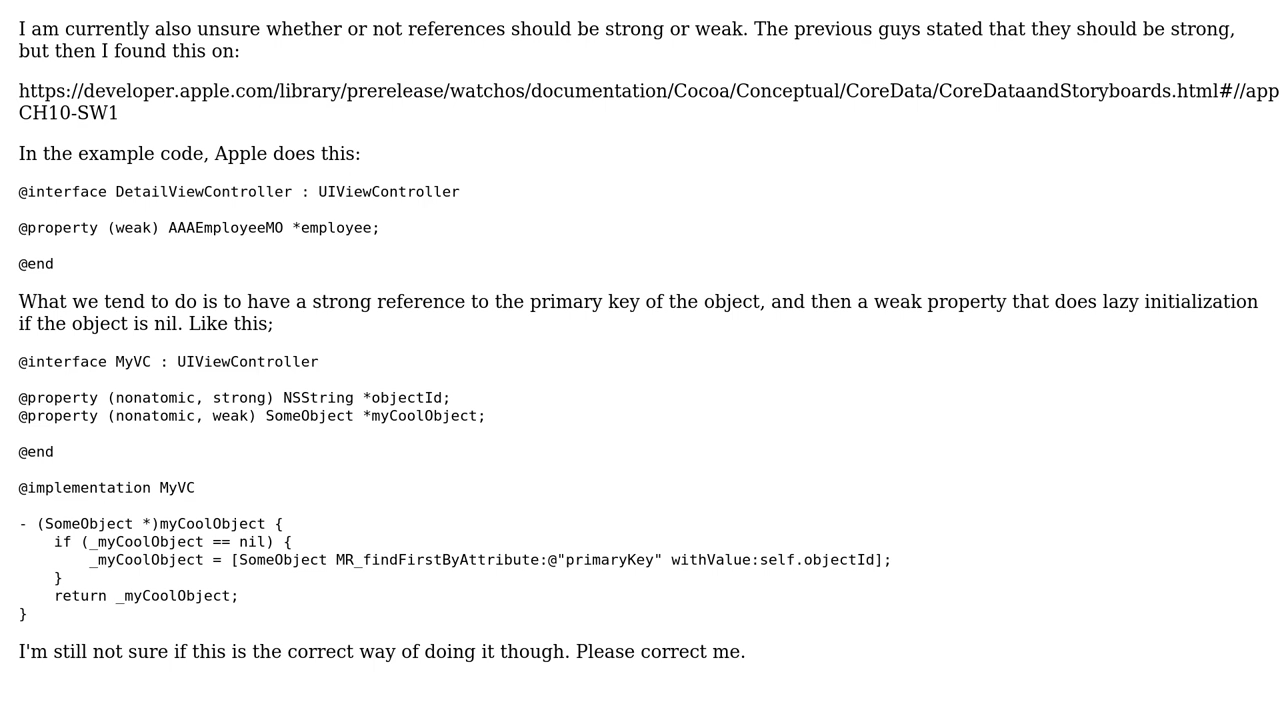 I am currently also unsure whether or not references should be strong or weak. The previous guys stated that they should be strong,
but then I found this on:
https://developer.apple.com/library/prerelease/watchos/documentation/Cocoa/Conceptual/CoreData/CoreDataandStoryboards.html#//app
CH10-SW1
In the example code, Apple does this:
@interface DetailViewController : UIViewController
@property (weak) AAAEmployeeMO *employee;
@end
What we tend to do is to have a strong reference to the primary key of the object, and then a weak property that does lazy initialization
if the object is nil. Like this;
@interface MyVC : UIViewController
@property (nonatomic, strong) NSString *objectId;
@property (nonatomic, weak) SomeObject *myCoolObject;
@end
@implementation MyVC
- (SomeObject *)myCoolObject {
    if (_myCoolObject == nil) {
        _myCoolObject = [SomeObject MR_findFirstByAttribute:@"primaryKey" withValue:self.objectId];
    }
    return _myCoolObject;
}
I'm still not sure if this is the correct way of doing it though. Please correct me.